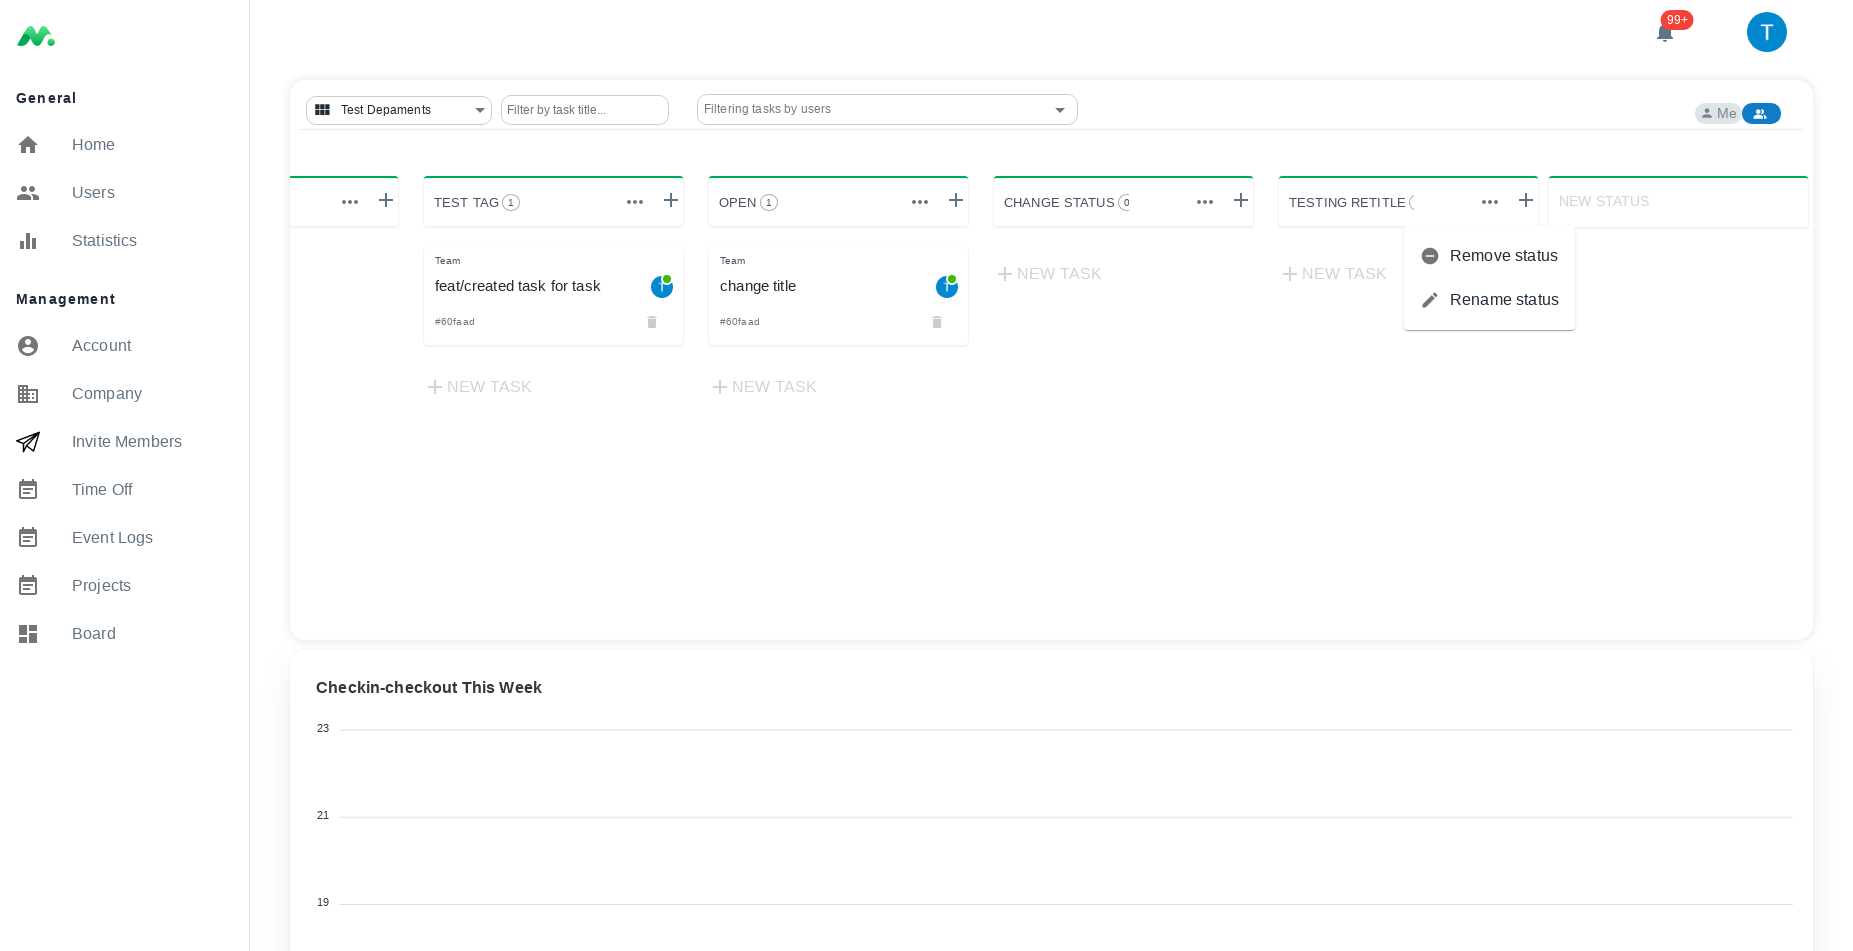 99+
T
General
Home
Users
Statistics
Management
Account
Company
Invite Members
Time Off
Event Logs
Projects
Board
Test Depaments
Filter by task title...
Filtering tasks by users
Me
TEST TAG 1
OPEN 1
CHANGE STATUS 0
TESTING RETITLE
NEW STATUS
Team
feat/created task for task
T
#60faad
NEW TASK
Team
change title
T
#60faad
NEW TASK
NEW TASK
NEW TASK
Remove status
Rename status
Checkin-checkout This Week
23
21
19